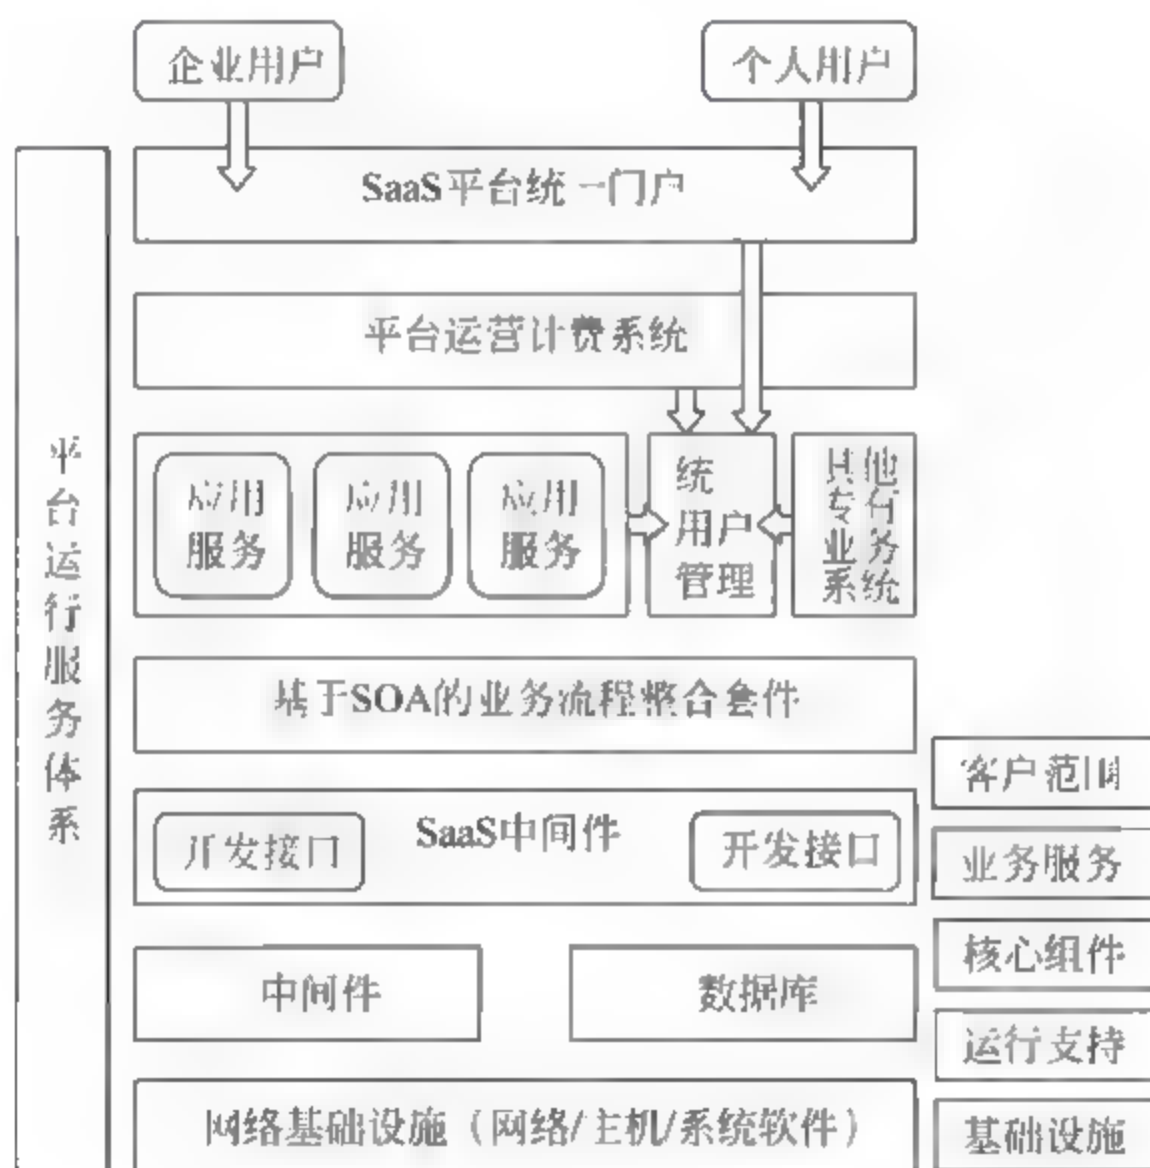 企业用户
个人用户
SaaS平台统一门户
平台运营计费系统
应用
服务
应用
服务
应用
服务
统
用户
管理
其他
专有
业务
系统
基于SOA的业务流程整合套件
SaaS中间件
开发接口
开发接口
中间件
数据库
网络基础设施（网络/主机/系统软件）
平台运行服务体系
客户范围
业务服务
核心组件
运行支持
基础设施